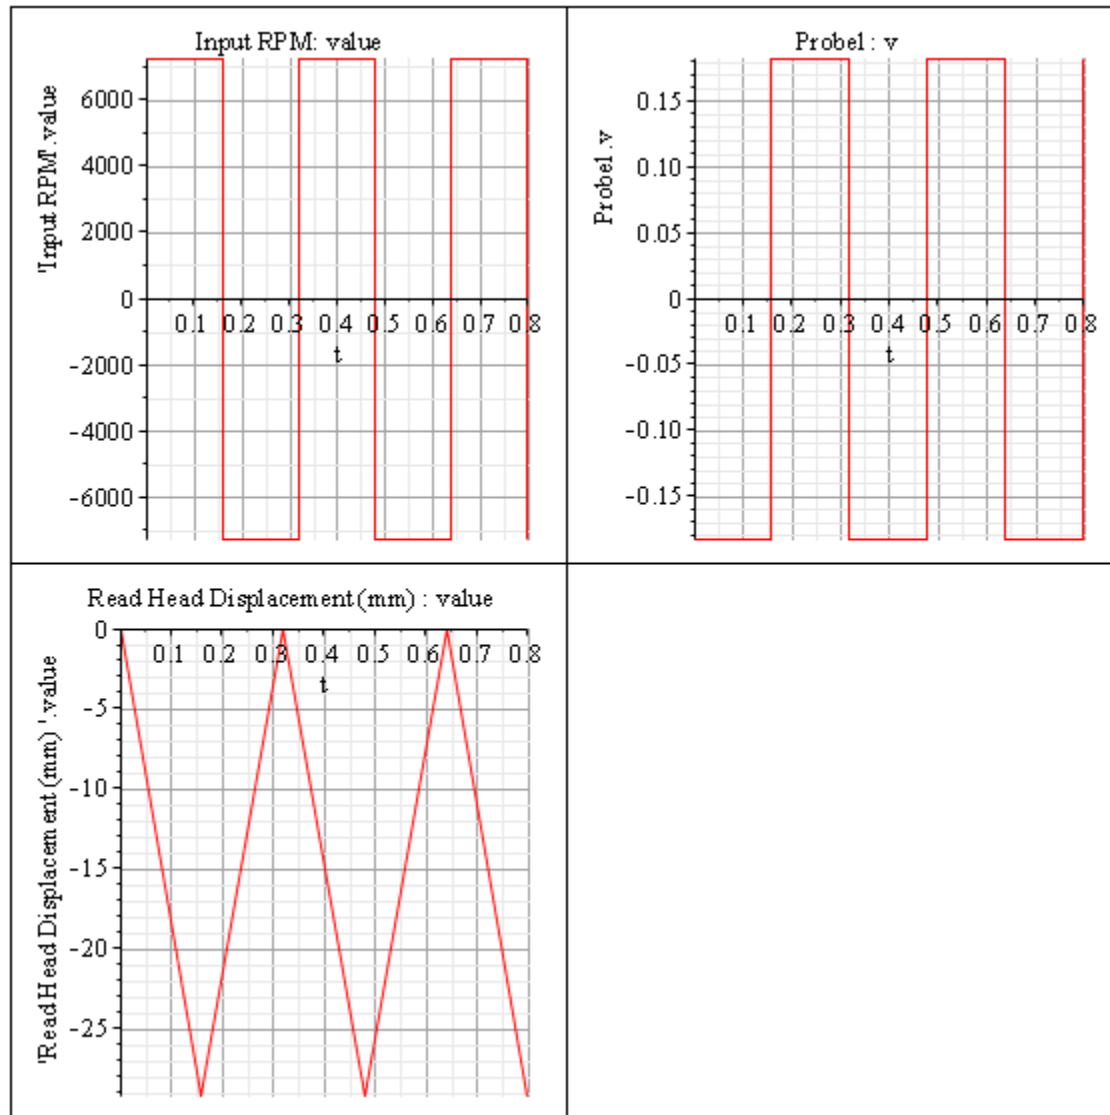 Input RPM: value
'Input RPM'.value
6000
4000
2000
0
-2000
-4000
-6000
0.1 0.2 0.3 0.4 0.5 0.6 0.7 0.8
t
Probel : v
Probel .v
0.15
0.10
0.05
0
-0.05
-0.10
-0.15
0.1 0.2 0.3 0.4 0.5 0.6 0.7 0.8
t
Read Head Displacement (mm) : value
'Read Head Displacement (mm) '.value
0
-5
-10
-15
-20
-25
0.1 0.2 0.3 0.4 0.5 0.6 0.7 0.8
t